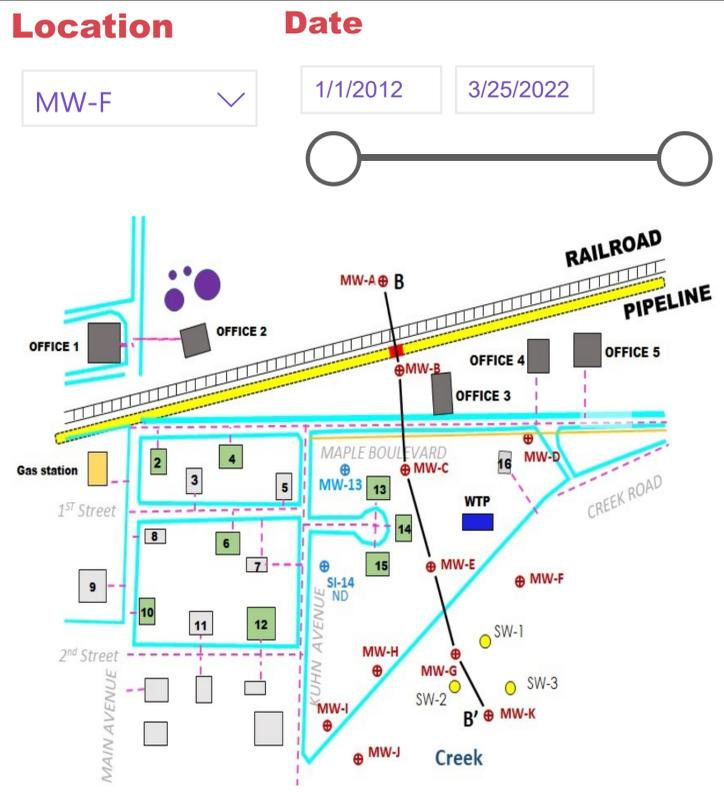 Location
Date
MW-F
1/1/2012
3/25/2022
RAILROAD
MW-A
B
PIPELINE
OFFICE 1
OFFICE 2
OFFICE 4
OFFICE 5
MW-B
OFFICE 3
MAPLE BOULEVARD
MW-D
Gas station
2
4
MW-C
16
MW-13
3
5
13
CREEK ROAD
1ST Street
WTP
14
8
6
7
15
MW-E
SI-14
ND
MW-F
9
10
11
12
KUHN AVENUE
SW-1
2nd Street
MW-H
MW-G
SW-2
SW-3
MAIN AVENUE
MW-I
B'
MW-K
MW-J
Creek